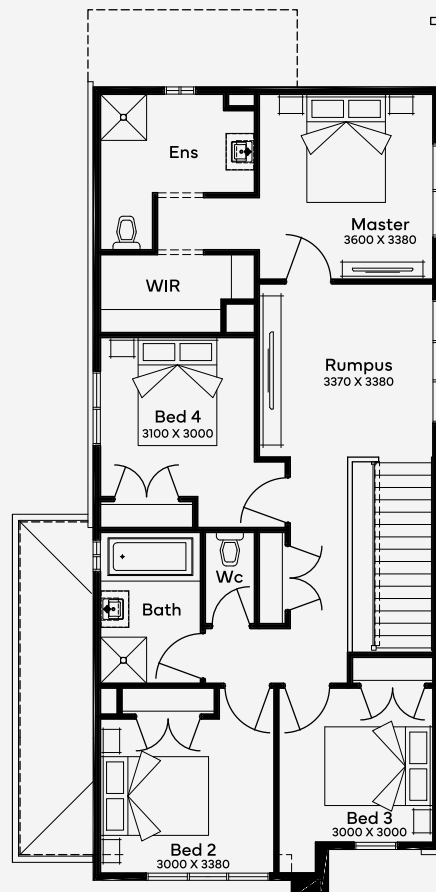 Ens
Master
3600 X 3380
WIR
Rumpus
3370 X 3380
Bed 4
3100 X 3000
Wc
Bath
Bed 3
3000 X 3000
Bed 2
3000 X 3380